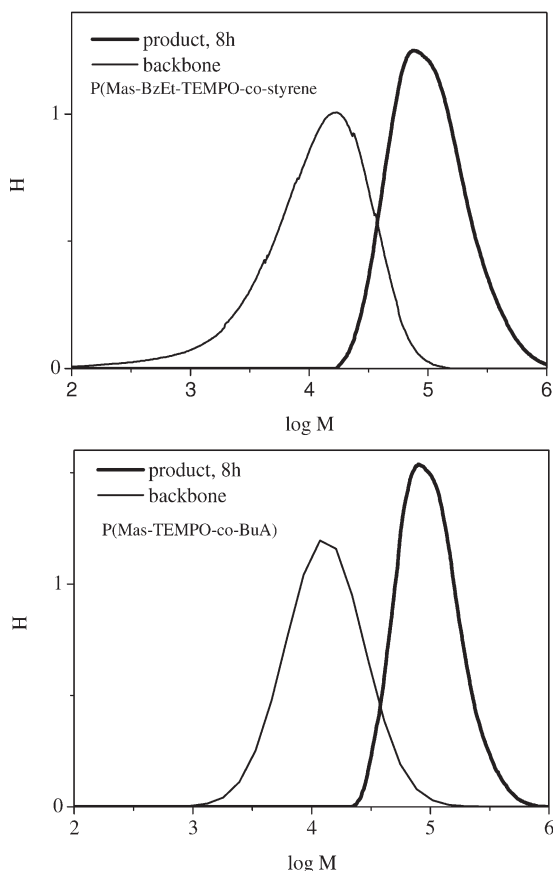 product, 8h
backbone
P(Mas-BzEt-TEMPO-co-styrene
1
H
0
2 3 4 5 6
log M
product, 8h
backbone
P(Mas-TEMPO-co-BuA)
1
H
0
2 3 4 5 6
log M